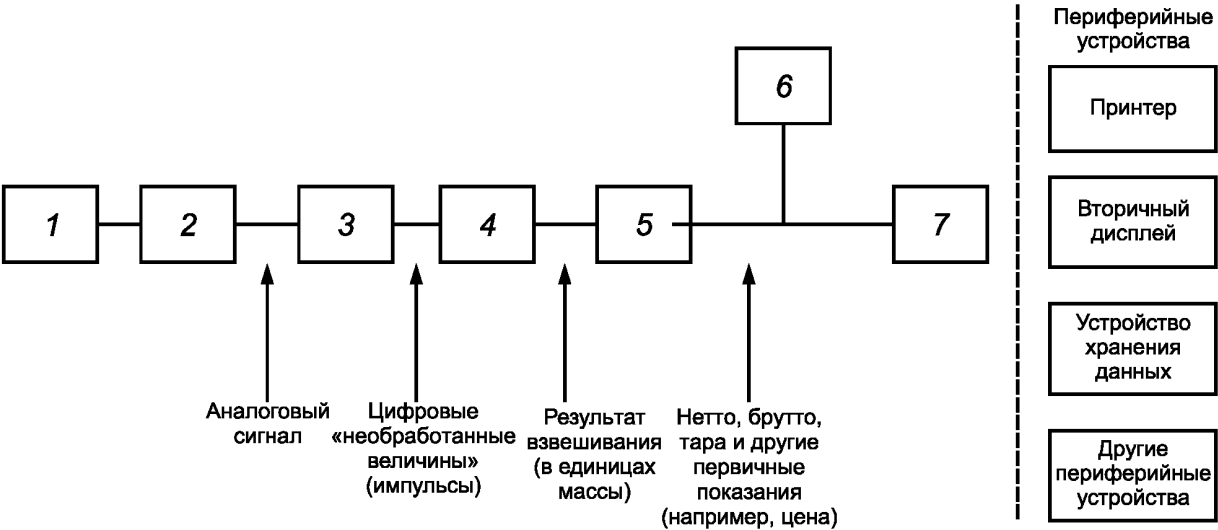 Периферийные
устройства
6
Принтер
1
2
3
4
5
7
Вторичный
дисплей
Устройство
хранения
данных
Аналоговый
сигнал
Цифровые
«необработанные
величины»
(импульсы)
Результат
взвешивания
(в единицах
массы)
Нетто, брутто,
тара и другие
первичные
показания
(например, цена)
Другие
периферийные
устройства